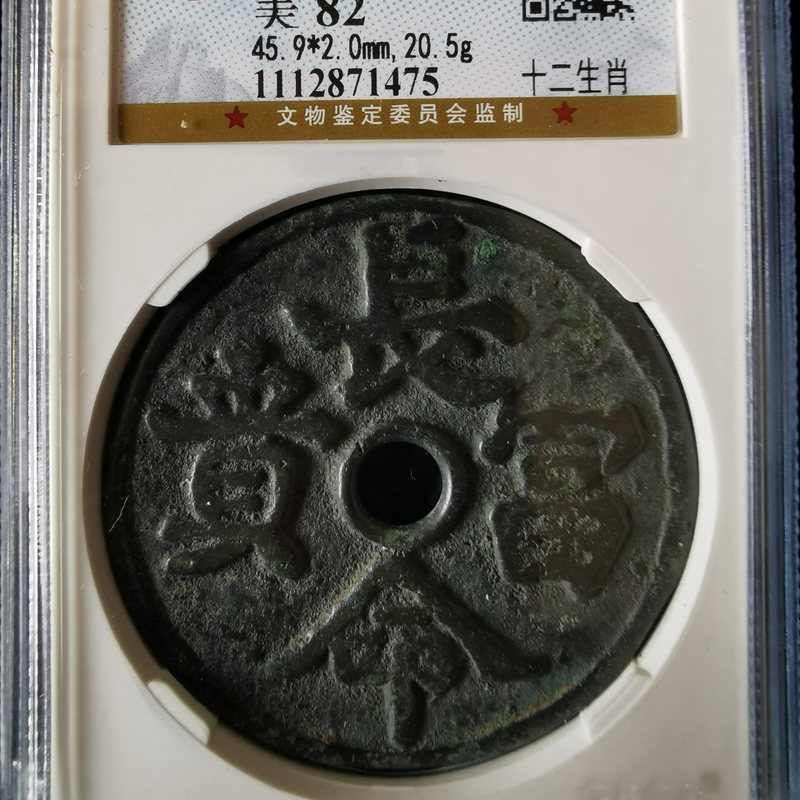 美 82
45.9*2.0mm,20.5g
1112871475
十二生肖
文物鉴定委员会监制
長命富貴